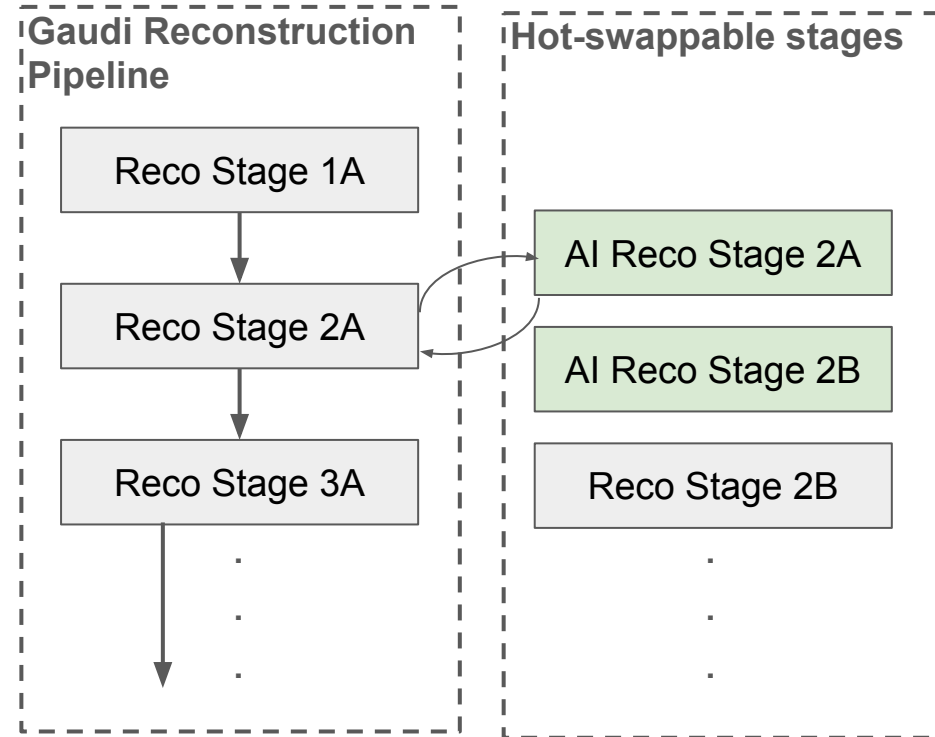 Gaudi Reconstruction
Pipeline
Reco Stage 1A
Reco Stage 2A
Reco Stage 3A
.
.
.
Hot-swappable stages
AI Reco Stage 2A
AI Reco Stage 2B
Reco Stage 2B
.
.
.